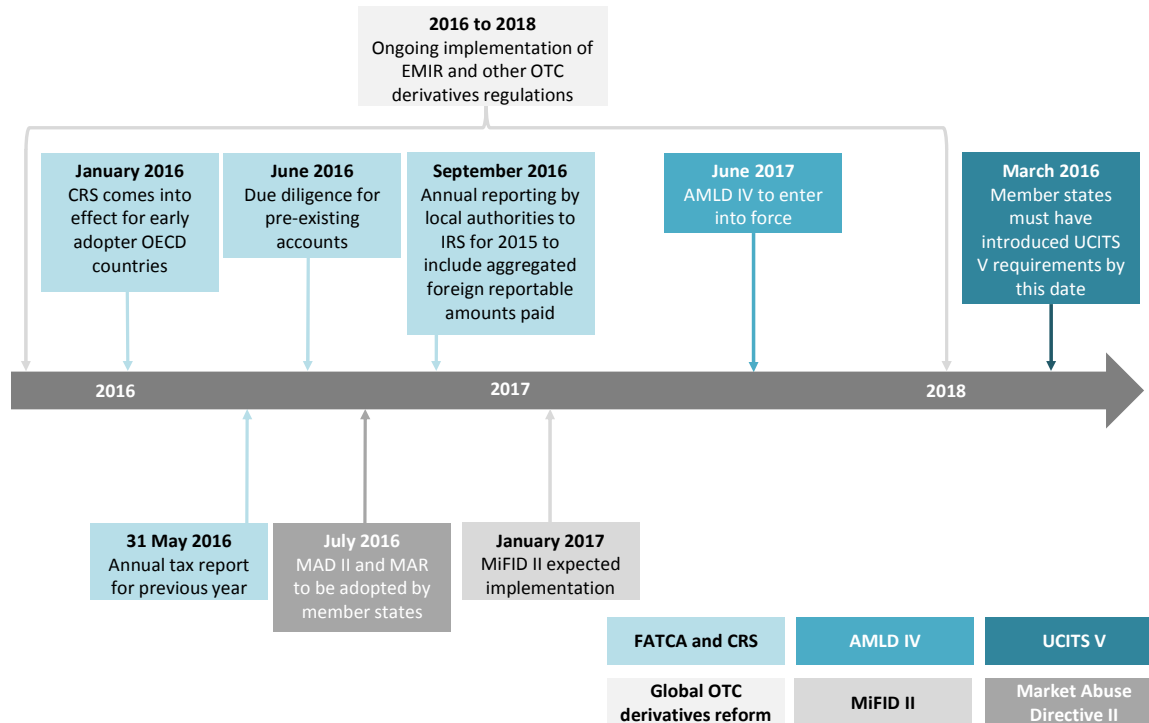 2016 to 2018
Ongoing implementation of
EMIR and other OTC
derivatives regulations
January 2016
CRS comes into
effect for early
adopter OECD
countries
June 2016
Due diligence for
pre-existing
accounts
September 2016
Annual reporting by
local authorities to
IRS for 2015 to
include aggregated
foreign reportable
amounts paid
June 2017
AMLD IV to enter
into force
March 2016
Member states
must have
introduced UCITS
V requirements by
this date
2016
2017
2018
31 May 2016
Annual tax report
for previous year
July 2016
MAD II and MAR
to be adopted by
member states
January 2017
MiFID II expected
implementation
FATCA and CRS
AMLD IV
UCITS V
Global OTC
derivatives reform
MiFID II
Market Abuse
Directive II